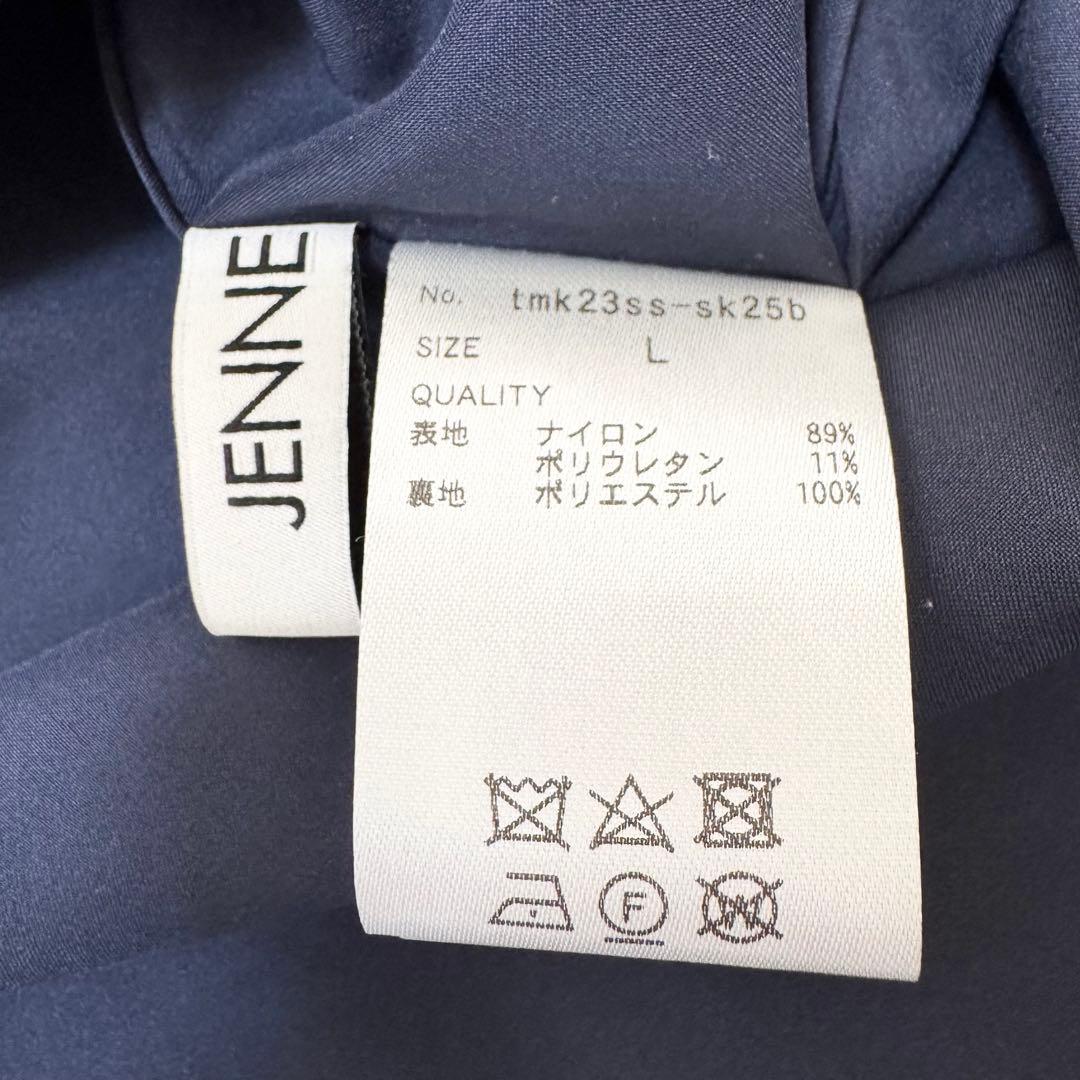 JENNE
No. tmk23ss-sk25b
SIZE L
QUALITY
表地 ナイロン 89%
ポリウレタン 11%
裏地 ポリエステル 100%
F
W